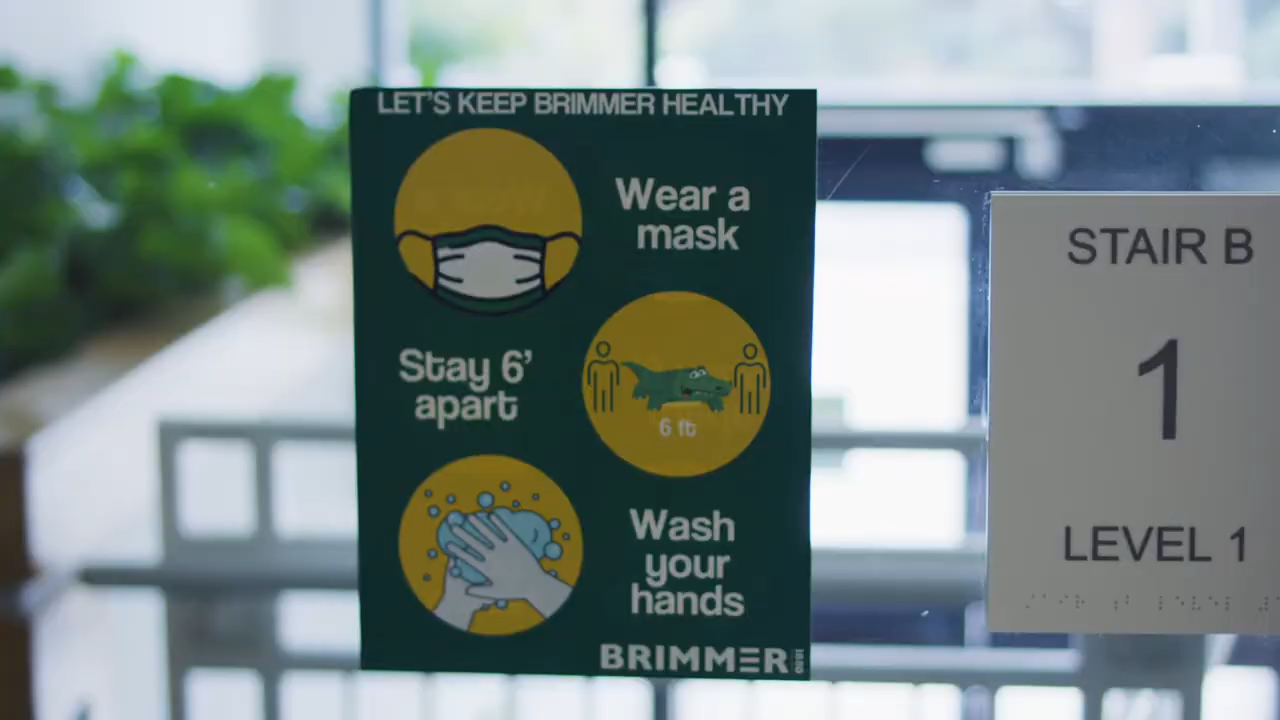 LET'S KEEP BRIMMER HEALTHY
Wear a
mask
Stay 6'
apart
6 ft
Wash
your
hands
BRIMMER
STAIR B
1
LEVEL 1